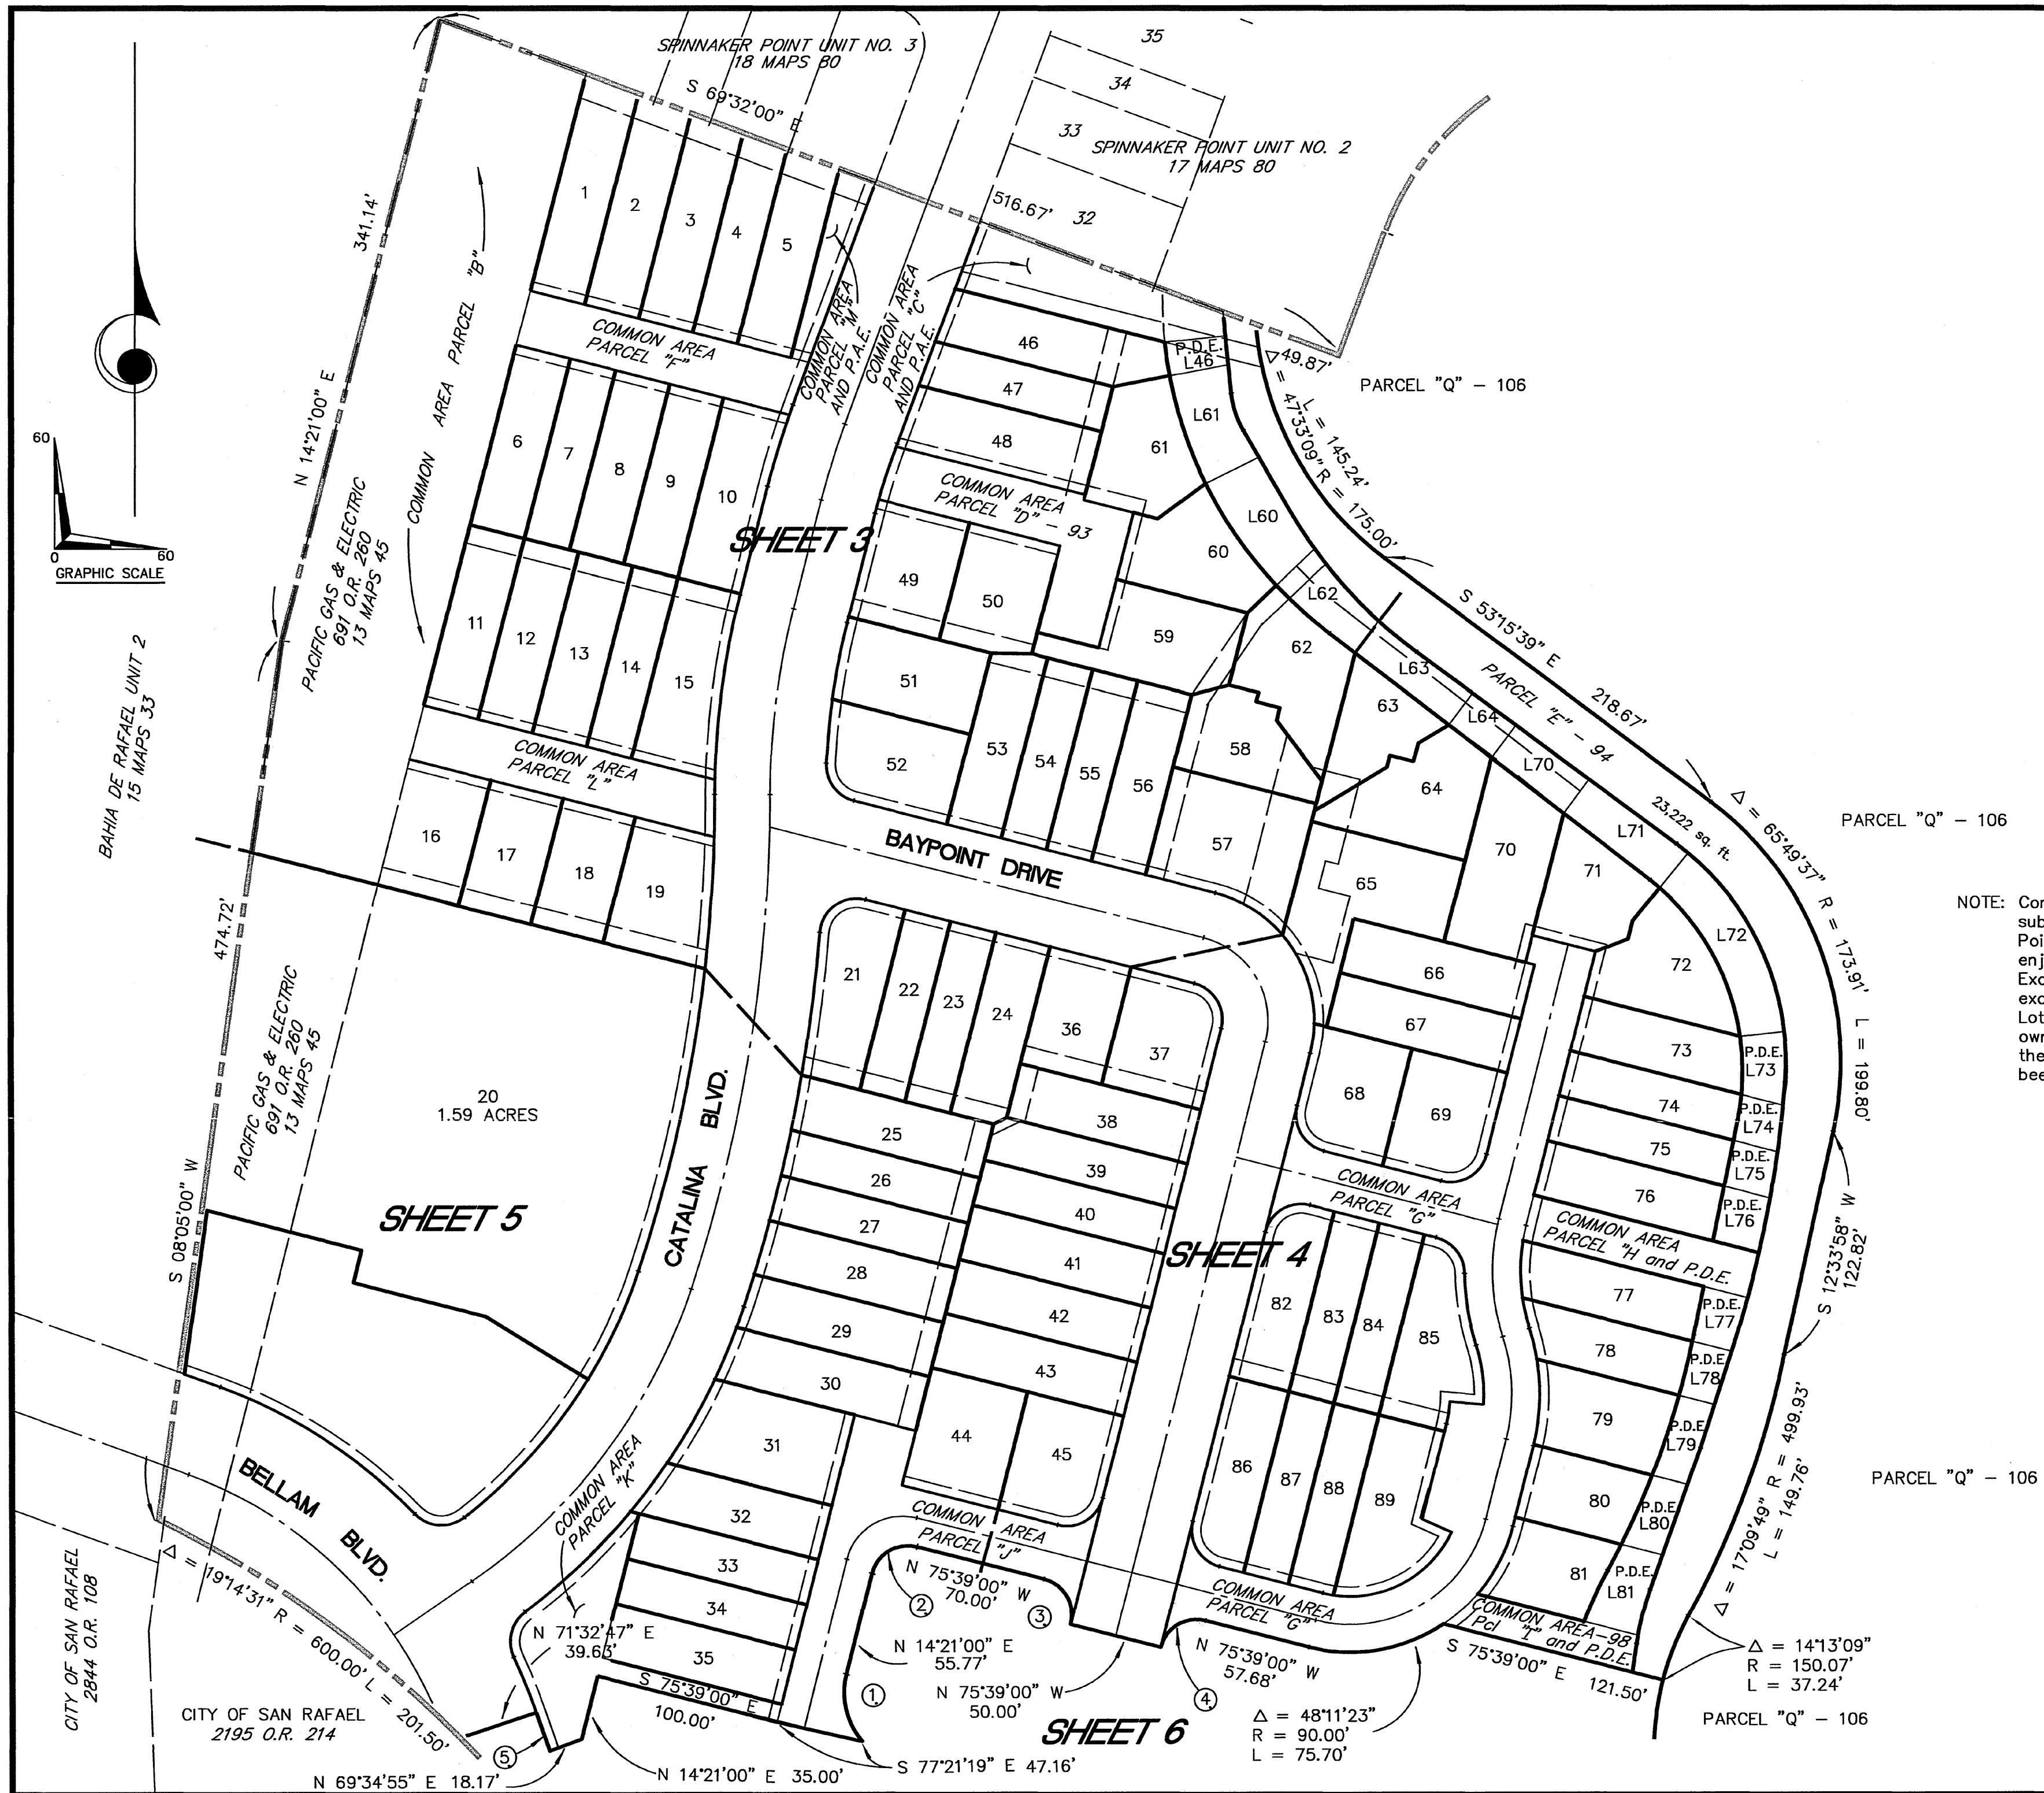 SPINNAKER POINT UNIT NO. 3
18 MAPS 80
S 69°32'00" E
35
34
33
SPINNAKER POINT UNIT NO. 2
17 MAPS 80
516.67'
32
341.14'
N 14°21'00" E
COMMON AREA PARCEL "B"
1
2
3
4
5
COMMON AREA
PARCEL "F"
COMMON AREA
PARCEL "M"
AND P.A.E.
COMMON AREA
PARCEL "C"
AND P.A.E.
46
47
48
P.D.E.
L46
49.87'
Δ = 47°33'09" R = 175.00'
L = 145.24'
PARCEL "Q" – 106
60
0
60
GRAPHIC SCALE
PACIFIC GAS & ELECTRIC
691 O.R. 260
13 MAPS 45
BAHIA DE RAFAEL UNIT 2
15 MAPS 33
6
7
8
9
10
SHEET 3
COMMON AREA
PARCEL "D" - 93
61
L61
60
L60
11
12
13
14
15
49
50
59
62
L62
S 53°15'39" E
218.67'
PARCEL "E" - 94
23,222 sq. ft.
51
52
53
54
55
56
57
58
63
L63
64
L64
L70
L71
COMMON AREA
PARCEL "L"
16
17
18
19
BAYPOINT DRIVE
65
70
71
L72
72
Δ = 65°49'37" R = 173.91' L = 199.80'
PARCEL "Q" – 106
NOTE: Cor
sub
Poi
enj
Exc
exc
Lot
own
the
bee
474.72'
S 08°05'00" W
PACIFIC GAS & ELECTRIC
691 O.R. 260
13 MAPS 45
20
1.59 ACRES
SHEET 5
CATALINA BLVD.
21
22
23
24
36
37
66
67
68
69
73
P.D.E.
L73
74
P.D.E.
L74
75
P.D.E.
L75
76
P.D.E.
L76
25
26
27
28
29
30
38
39
40
41
42
43
44
45
COMMON AREA
PARCEL "G"
COMMON AREA
PARCEL "H and P.D.E.
S 12°33'58" W
122.82'
SHEET 4
77
P.D.E.
L77
78
P.D.E.
L78
79
P.D.E.
L79
80
P.D.E.
L80
81
P.D.E.
L81
82
83
84
85
86
87
88
89
Δ = 17°09'49" R = 499.93'
L = 149.76'
PARCEL "Q" – 106
31
32
33
34
35
COMMON AREA
PARCEL "K"
BELLAM BLVD.
COMMON AREA
PARCEL "J"
COMMON AREA
PARCEL "G"
COMMON AREA-98
Pcl "I" and P.D.E.
N 75°39'00" W
70.00'
2.
3.
N 14°21'00" E
55.77'
1.
N 75°39'00" W
50.00'
4.
N 75°39'00" W
57.68'
S 75°39'00" E 121.50'
Δ = 14°13'09"
R = 150.07'
L = 37.24'
PARCEL "Q" – 106
Δ = 48°11'23"
R = 90.00'
L = 75.70'
SHEET 6
N 71°32'47" E
39.63'
S 75°39'00" E
100.00'
S 77°21'19" E 47.16'
N 14°21'00" E 35.00'
5.
N 69°34'55" E 18.17'
Δ = 19°14'31" R = 600.00' L = 201.50'
CITY OF SAN RAFAEL
2844 O.R. 108
CITY OF SAN RAFAEL
2195 O.R. 214